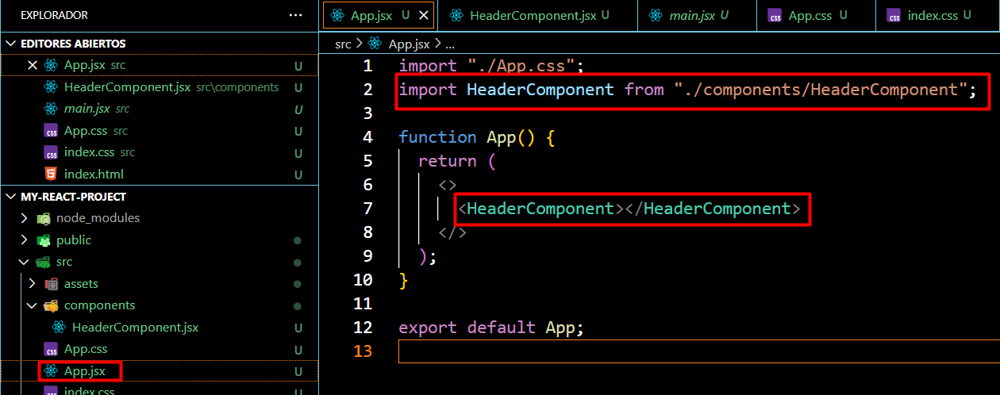 EXPLORADOR ...
EDITORES ABIERTOS
App.jsx src U
HeaderComponent.jsx src\components U
main.jsx src U
App.css src U
index.css src U
index.html U
MY-REACT-PROJECT
node_modules
public
src
assets
components
HeaderComponent.jsx U
App.css U
App.jsx U
index.css U
App.jsx U HeaderComponent.jsx U main.jsx U App.css U index.css U
src > App.jsx > ...
1 import "./App.css";
2 import HeaderComponent from "./components/HeaderComponent";
3
4 function App() {
5 return (
6 <>
7 <HeaderComponent></HeaderComponent>
8 </>
9 );
10 }
11
12 export default App;
13